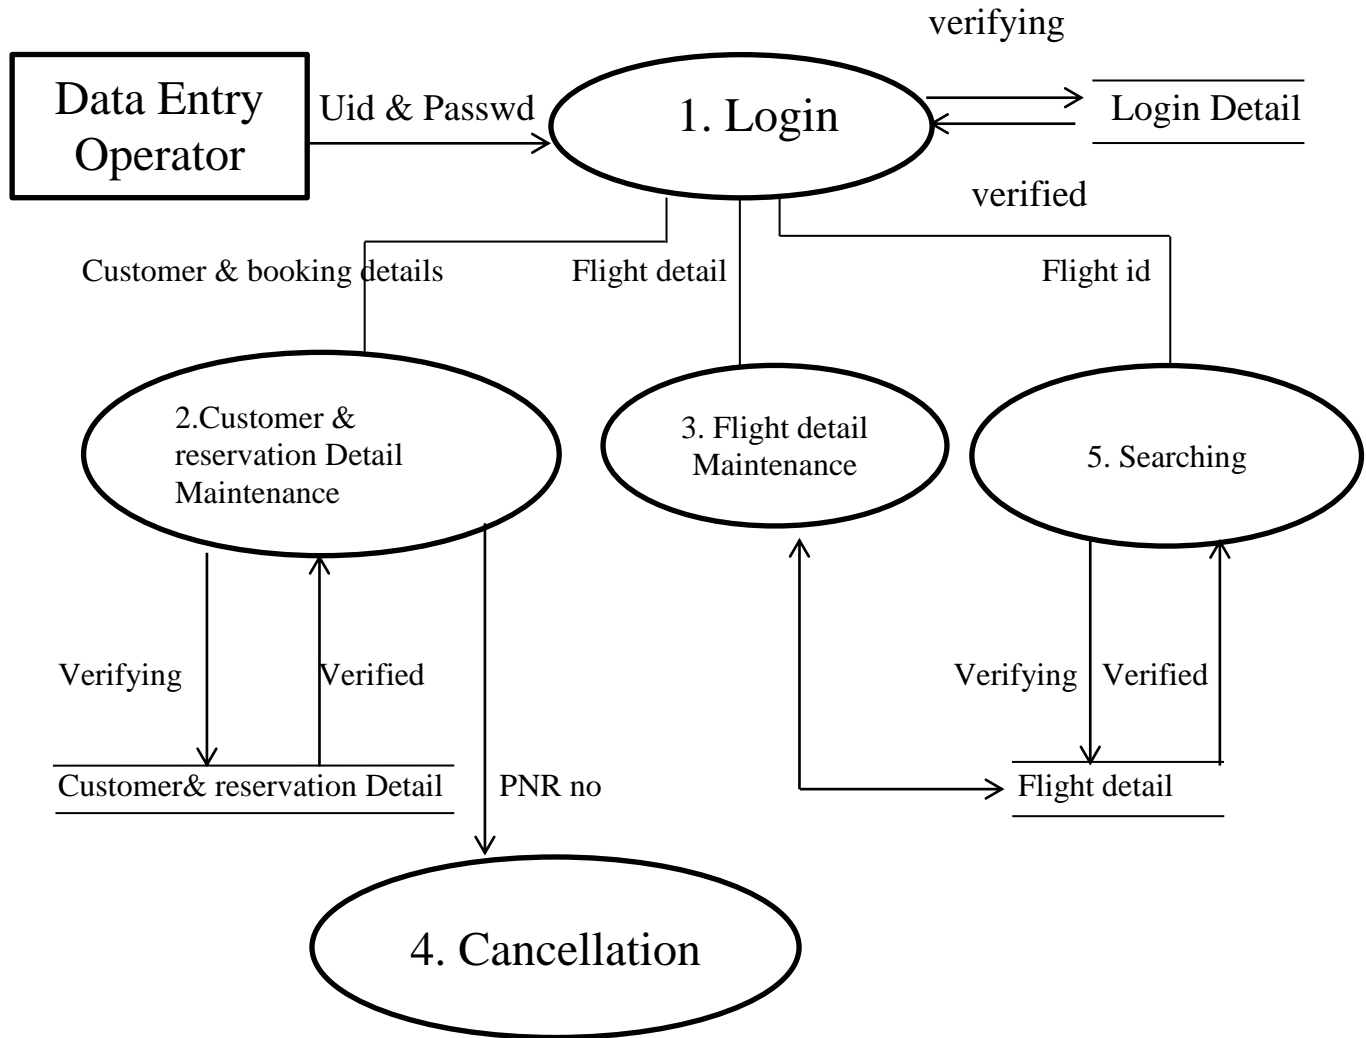 verifying
Data Entry
Operator
Uid & Passwd
1. Login
Login Detail
verified
Customer & booking details
Flight detail
Flight id
2.Customer &
reservation Detail
Maintenance
3. Flight detail
Maintenance
5. Searching
Verifying
Verified
Verifying
Verified
Customer& reservation Detail
PNR no
Flight detail
4. Cancellation